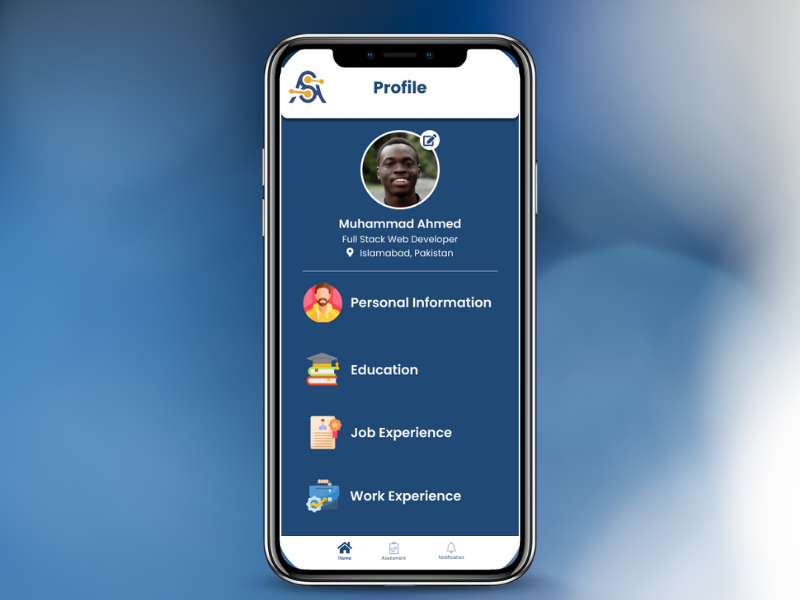 Profile
Muhammad Ahmed
Full Stack Web Developer
Islamabad, Pakistan
Personal Information
Education
Job Experience
Work Experience
Home
Assesment
Notification